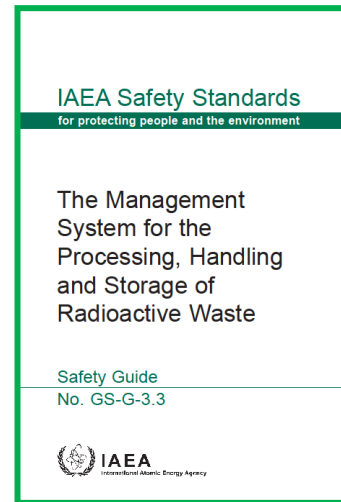 IAEA Safety Standards
for protecting people and the environment
The Management
System for the
Processing, Handling
and Storage of
Radioactive Waste
Safety Guide
No. GS-G-3.3
IAEA
International Atomic Energy Agency